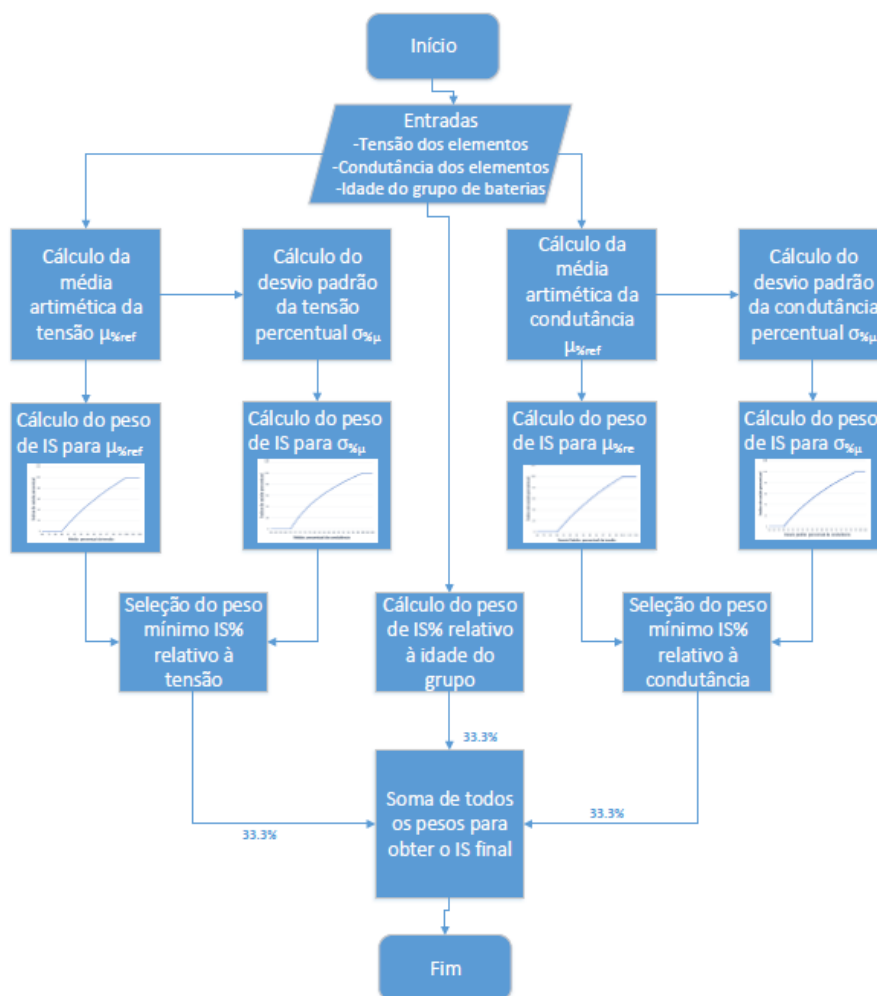 Início
Entradas
-Tensão dos elementos
-Condutância dos elementos
-Idade do grupo de baterias
Cálculo da
média
artimética da
tensão μ%ref
Cálculo do
desvio padrão
da tensão
percentual σ%μ
Cálculo da
média
artimética da
condutância
μ%ref
Cálculo do
desvio padrão
da condutância
percentual σ%μ
Cálculo do peso
de IS para μ%ref
Cálculo do peso
de IS para σ%μ
Cálculo do peso
de IS para μ%re
Cálculo do peso
de IS para σ%μ
Seleção do peso
mínimo IS%
relativo à
tensão
Cálculo do peso
de IS% relativo
à idade do
grupo
Seleção do peso
mínimo IS%
relativo à
condutância
33.3%
33.3%
33.3%
Soma de todos
os pesos para
obter o IS final
Fim